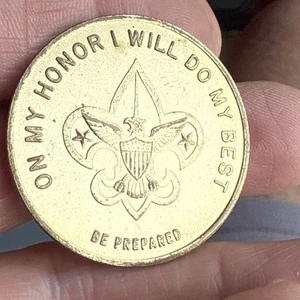 ON MY HONOR I WILL DO MY BEST
BE PREPARED